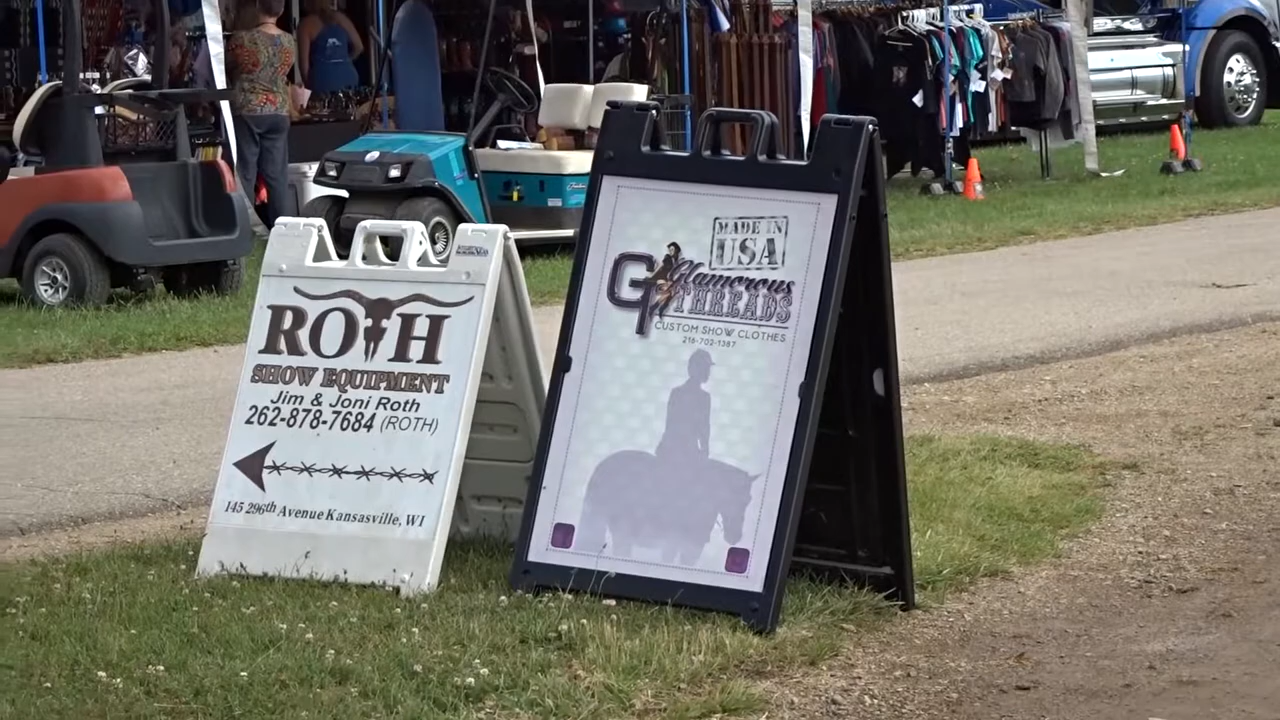 ROTH
SHOW EQUIPMENT
Jim & Joni Roth
262-878-7684 (ROTH)
145 296th Avenue Kansasville, WI
MADE IN
USA
GT Glamorous
THREADS
CUSTOM SHOW CLOTHES
216-702-1387